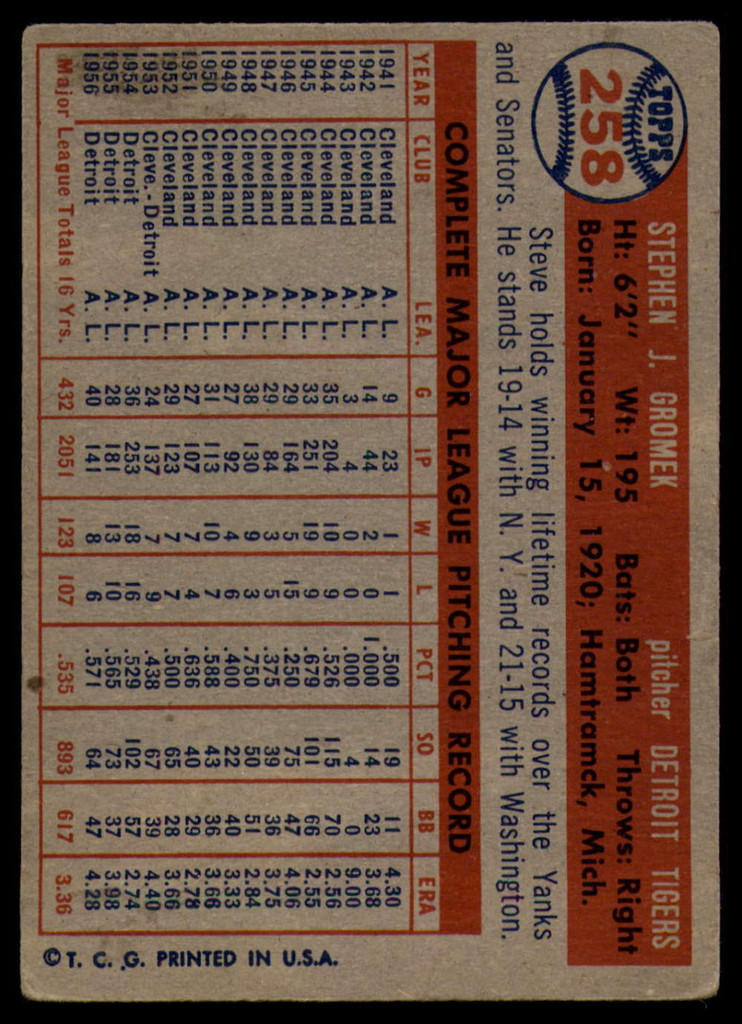 TOPPS
258
STEPHEN J. GROMEK pitcher DETROIT TIGERS
Ht: 6'2" Wt: 195 Bats: Both Throws: Right
Born: January 15, 1920; Hamtramck, Mich.
Steve holds winning lifetime records over the Yanks
and Senators. He stands 19-14 with N. Y. and 21-15 with Washington.
COMPLETE MAJOR LEAGUE PITCHING RECORD
YEAR CLUB LEA. G IP W L PCT SO BB ERA
1941 Cleveland A. L. 9 23 1 1 .500 19 11 4.30
1942 Cleveland A. L. 14 44 2 0 1.000 14 23 3.68
1943 Cleveland A. L. 3 4 0 0 .000 4 0 9.00
1944 Cleveland A. L. 35 204 10 9 .526 115 70 2.56
1945 Cleveland A. L. 33 251 19 9 .679 101 66 2.55
1946 Cleveland A. L. 29 164 5 15 .250 75 47 4.06
1947 Cleveland A. L. 29 84 3 5 .375 39 36 3.75
1948 Cleveland A. L. 38 130 9 3 .750 50 51 2.84
1949 Cleveland A. L. 27 92 4 6 .400 22 40 3.33
1950 Cleveland A. L. 31 113 10 7 .588 43 36 3.66
1951 Cleveland A. L. 27 107 7 4 .636 40 29 2.78
1952 Cleveland A. L. 29 123 7 7 .500 65 28 3.66
1953 Cleve.-Detroit A. L. 24 137 7 9 .438 67 39 4.40
1954 Detroit A. L. 36 253 18 16 .529 102 57 2.74
1955 Detroit A. L. 28 181 13 10 .565 73 37 3.98
1956 Detroit A. L. 40 141 8 6 .571 64 47 4.28
Major League Totals 16 Yrs. 432 2051 123 107 .535 893 617 3.36
© T. C. G. PRINTED IN U.S.A.